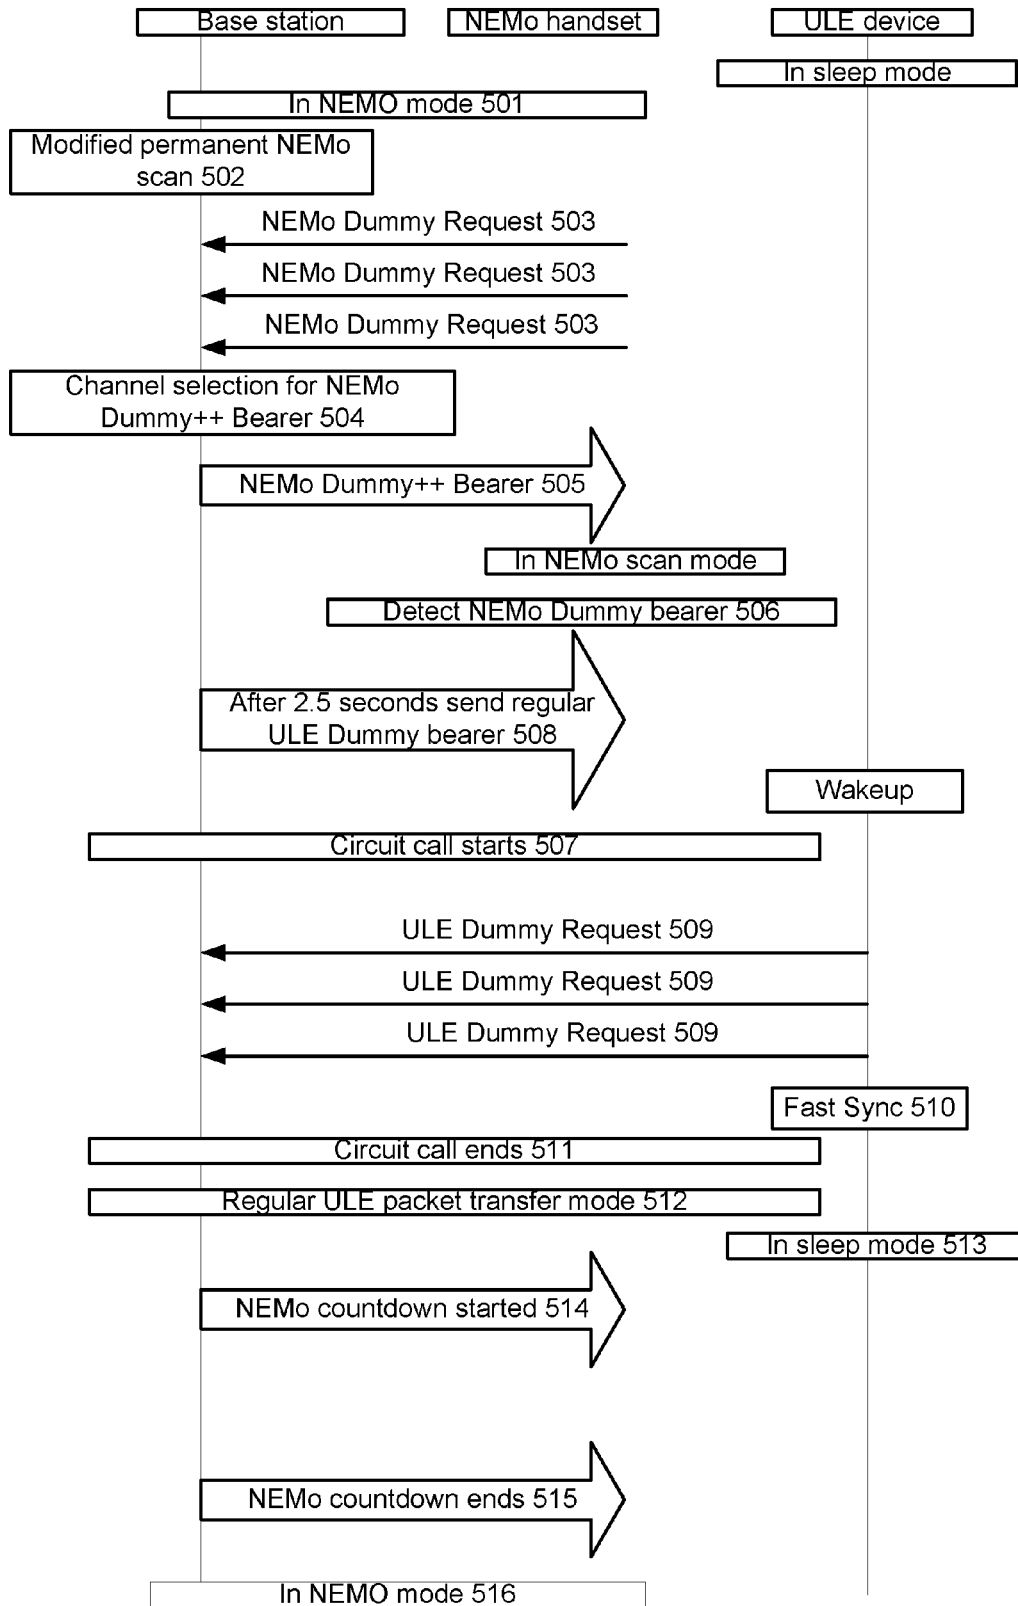 Base station
NEMo handset
ULE device
In sleep mode
In NEMO mode 501
Modified permanent NEMo
scan 502
NEMo Dummy Request 503
NEMo Dummy Request 503
NEMo Dummy Request 503
Channel selection for NEMo
Dummy++ Bearer 504
NEMo Dummy++ Bearer 505
In NEMo scan mode
Detect NEMo Dummy bearer 506
After 2.5 seconds send regular
ULE Dummy bearer 508
Wakeup
Circuit call starts 507
ULE Dummy Request 509
ULE Dummy Request 509
ULE Dummy Request 509
Fast Sync 510
Circuit call ends 511
Regular ULE packet transfer mode 512
In sleep mode 513
NEMo countdown started 514
NEMo countdown ends 515
In NEMO mode 516